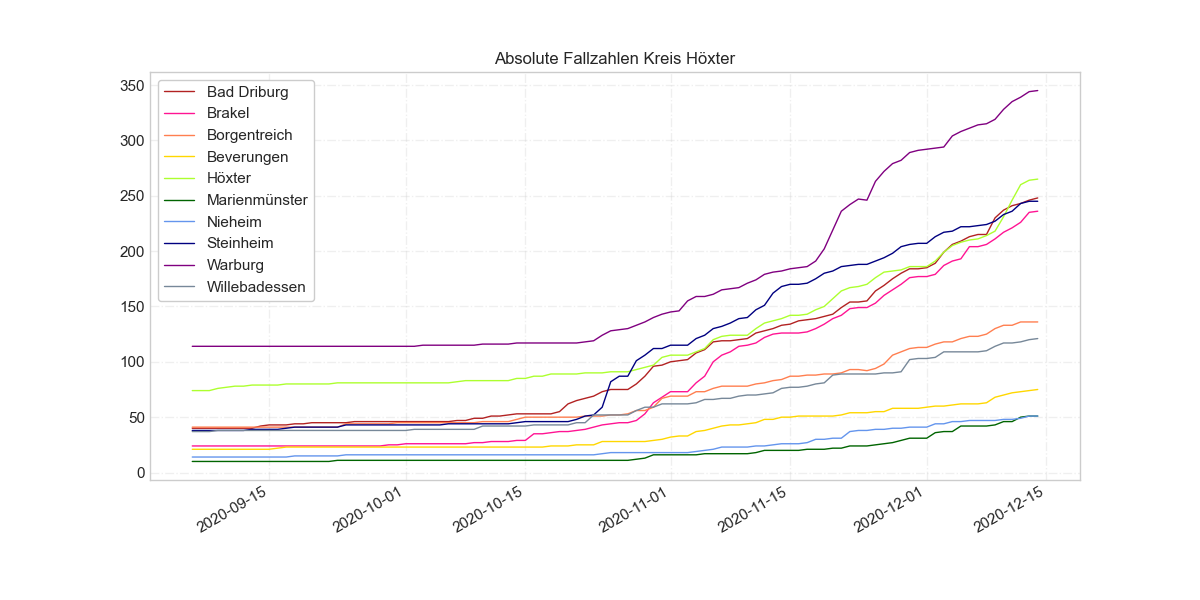 Absolute Fallzahlen Kreis Höxter
350
300
250
200
150
100
50
0
Bad Driburg
Brakel
Borgentreich
Beverungen
Höxter
Marienmünster
Nieheim
Steinheim
Warburg
Willebadessen
2020-09-15
2020-10-01
2020-10-15
2020-11-01
2020-11-15
2020-12-01
2020-12-15